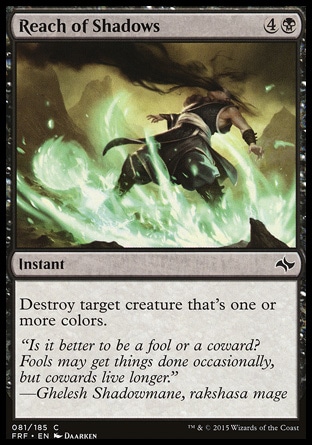 Reach of Shadows 4
Instant
Destroy target creature that's one or
more colors.
"Is it better to be a fool or a coward?
Fools may get things done occasionally,
but cowards live longer."
—Ghelesh Shadowmane, rakshasa mage
081/185 C
FRF • EN Daarken ™ & © 2015 Wizards of the Coast